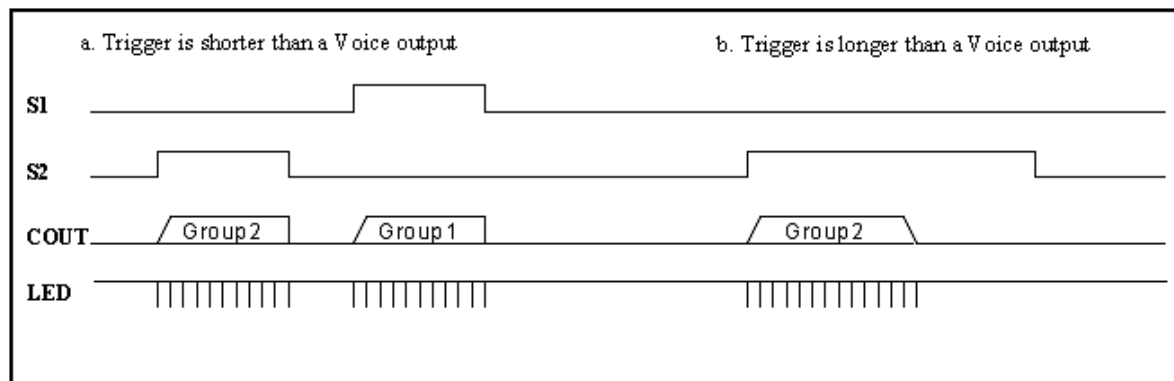 a. Trigger is shorter than a Voice output
b. Trigger is longer than a Voice output
S1
S2
COUT
Group2
Group1
Group2
LED